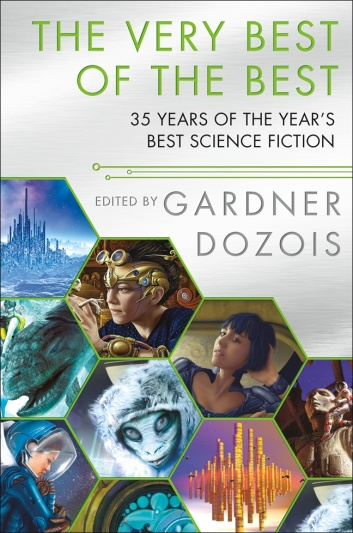 THE VERY BEST
OF THE BEST
35 YEARS OF THE YEAR'S
BEST SCIENCE FICTION
EDITED BY GARDNER
DOZOIS